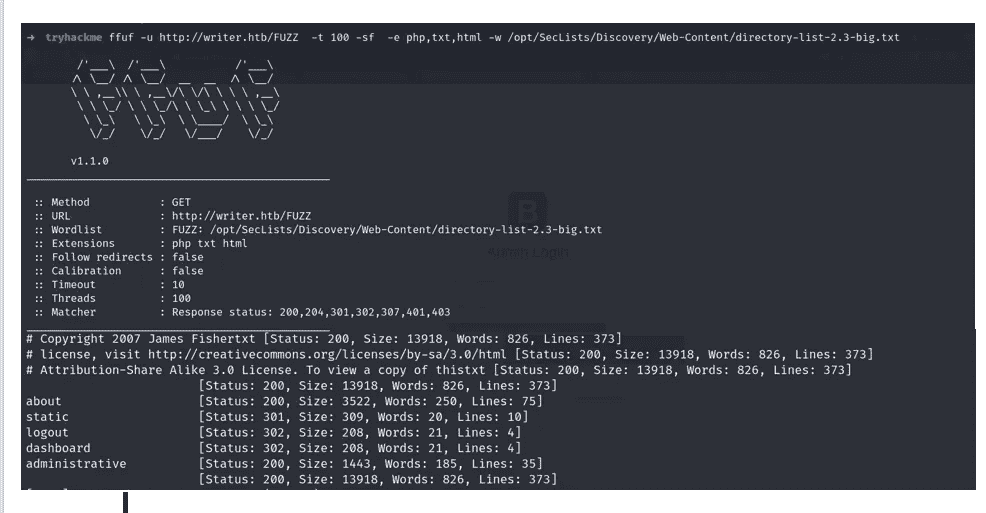 → tryhackme ffuf -u http://writer.htb/FUZZ -t 100 -sf -e php,txt,html -w /opt/SecLists/Discovery/Web-Content/directory-list-2.3-big.txt
v1.1.0
:: Method : GET
:: URL : http://writer.htb/FUZZ
:: Wordlist : FUZZ: /opt/SecLists/Discovery/Web-Content/directory-list-2.3-big.txt
:: Extensions : php txt html
:: Follow redirects : false
:: Calibration : false
:: Timeout : 10
:: Threads : 100
:: Matcher : Response status: 200,204,301,302,307,401,403
# Copyright 2007 James Fishertxt [Status: 200, Size: 13918, Words: 826, Lines: 373]
# license, visit http://creativecommons.org/licenses/by-sa/3.0/html [Status: 200, Size: 13918, Words: 826, Lines: 373]
# Attribution-Share Alike 3.0 License. To view a copy of thistxt [Status: 200, Size: 13918, Words: 826, Lines: 373]
[Status: 200, Size: 13918, Words: 826, Lines: 373]
about [Status: 200, Size: 3522, Words: 250, Lines: 75]
static [Status: 301, Size: 309, Words: 20, Lines: 10]
logout [Status: 302, Size: 208, Words: 21, Lines: 4]
dashboard [Status: 302, Size: 208, Words: 21, Lines: 4]
administrative [Status: 200, Size: 1443, Words: 185, Lines: 35]
[Status: 200, Size: 13918, Words: 826, Lines: 373]
B
Login